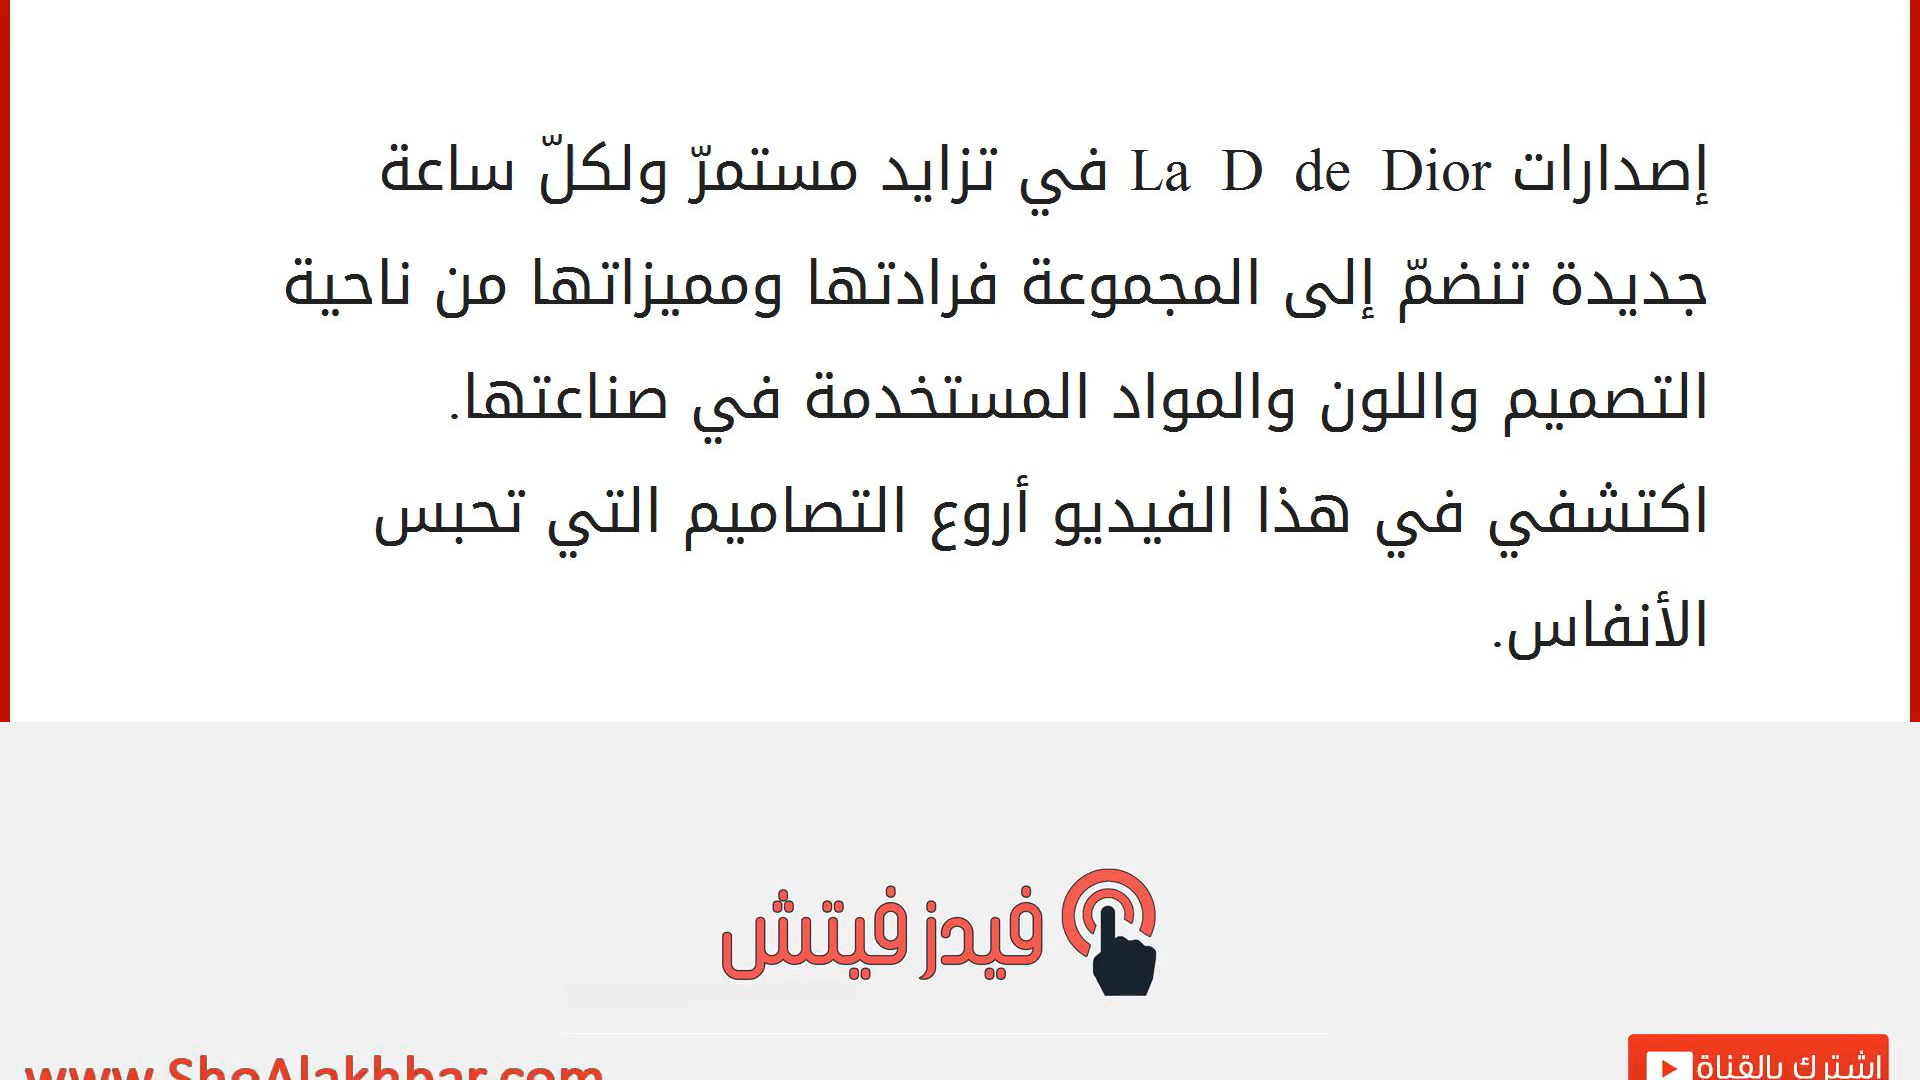 إصدارات La D de Dior في تزايد مستمرّ ولكلّ ساعة
جديدة تنضمّ إلى المجموعة فرادتها ومميزاتها من ناحية
التصميم واللون والمواد المستخدمة في صناعتها.
اكتشفي في هذا الفيديو أروع التصاميم التي تحبس
الأنفاس.
فيدز فيتش
www.ShoAlakhbar.com
اشترك بالقناة